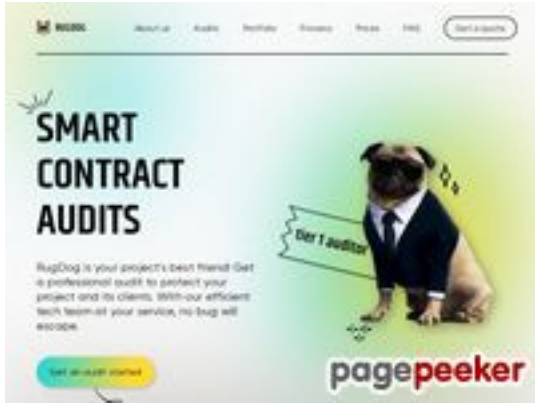 RUGDOG
About us Audits Portfolio Process Prices FAQ Get a quote
SMART
CONTRACT
AUDITS
tier 1 auditor
RugDog is your project's best friend! Get
a professional audit to protect your
project and its clients. With our efficient
tech team at your service, no bug will
escape.
Get an audit started
pagepeeker